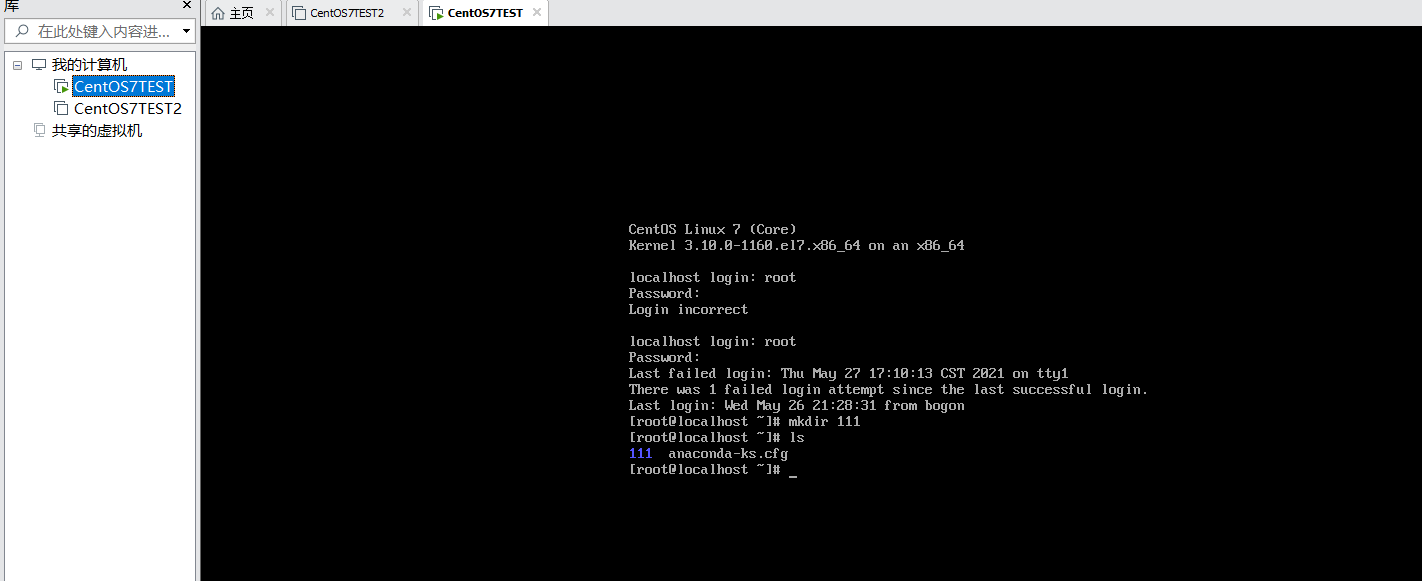 库
主页 CentOS7TEST2 CentOS7TEST
在此处键入内容进...
我的计算机
CentOS7TEST
CentOS7TEST2
共享的虚拟机
CentOS Linux 7 (Core)
Kernel 3.10.0-1160.el7.x86_64 on an x86_64
localhost login: root
Password:
Login incorrect
localhost login: root
Password:
Last failed login: Thu May 27 17:10:13 CST 2021 on tty1
There was 1 failed login attempt since the last successful login.
Last login: Wed May 26 21:28:31 from bogon
[root@localhost ~]# mkdir 111
[root@localhost ~]# ls
111  anaconda-ks.cfg
[root@localhost ~]# _